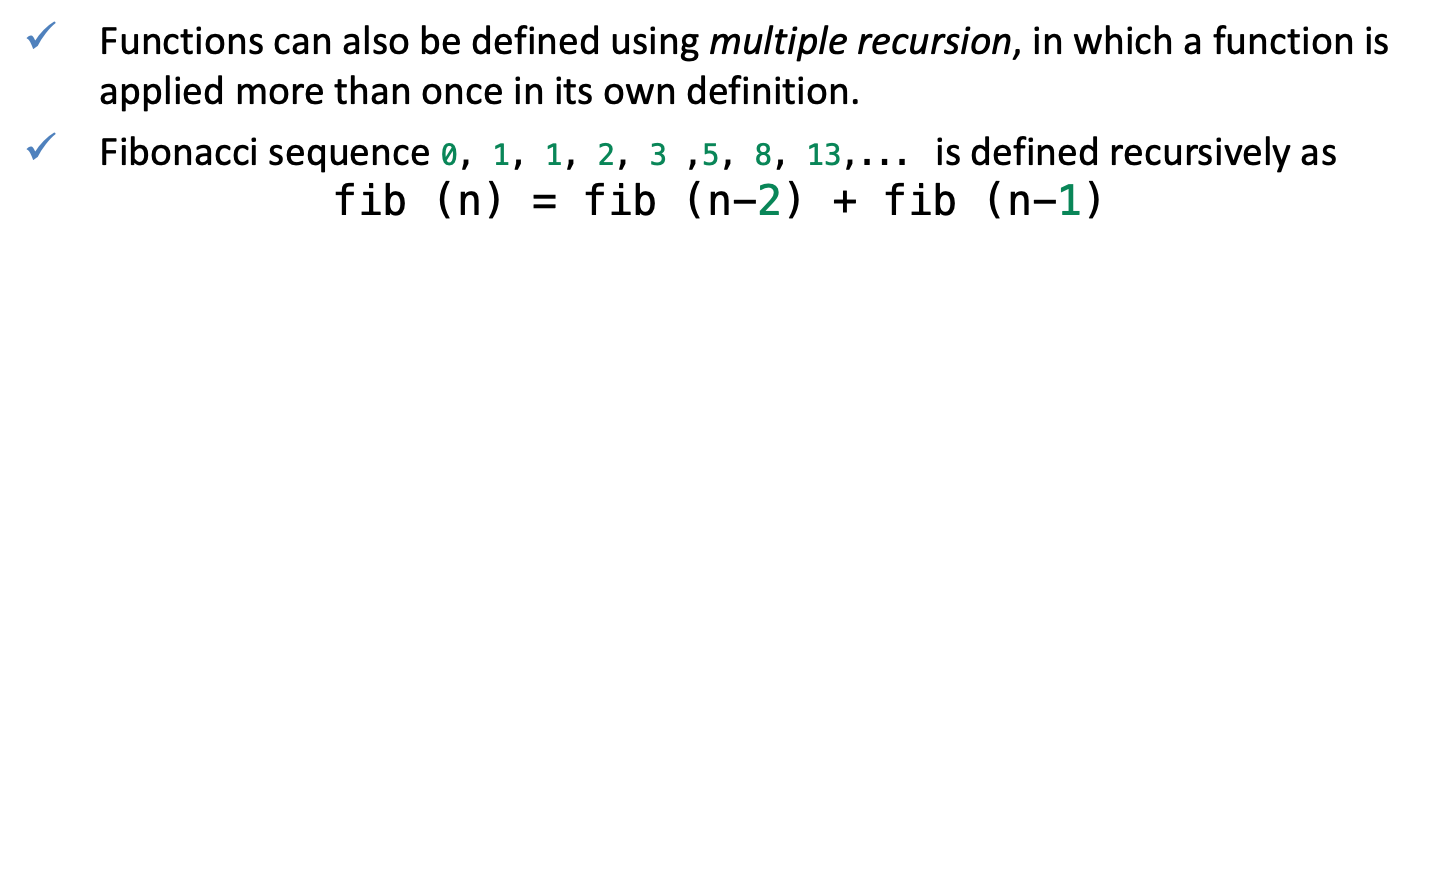 ✓ Functions can also be defined using multiple recursion, in which a function is
applied more than once in its own definition.
✓ Fibonacci sequence 0, 1, 1, 2, 3 ,5, 8, 13,... is defined recursively as
fib (n) = fib (n-2) + fib (n-1)